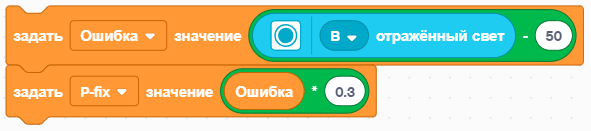 задать Ошибка значение B отражённый свет - 50
задать P-fix значение Ошибка * 0.3